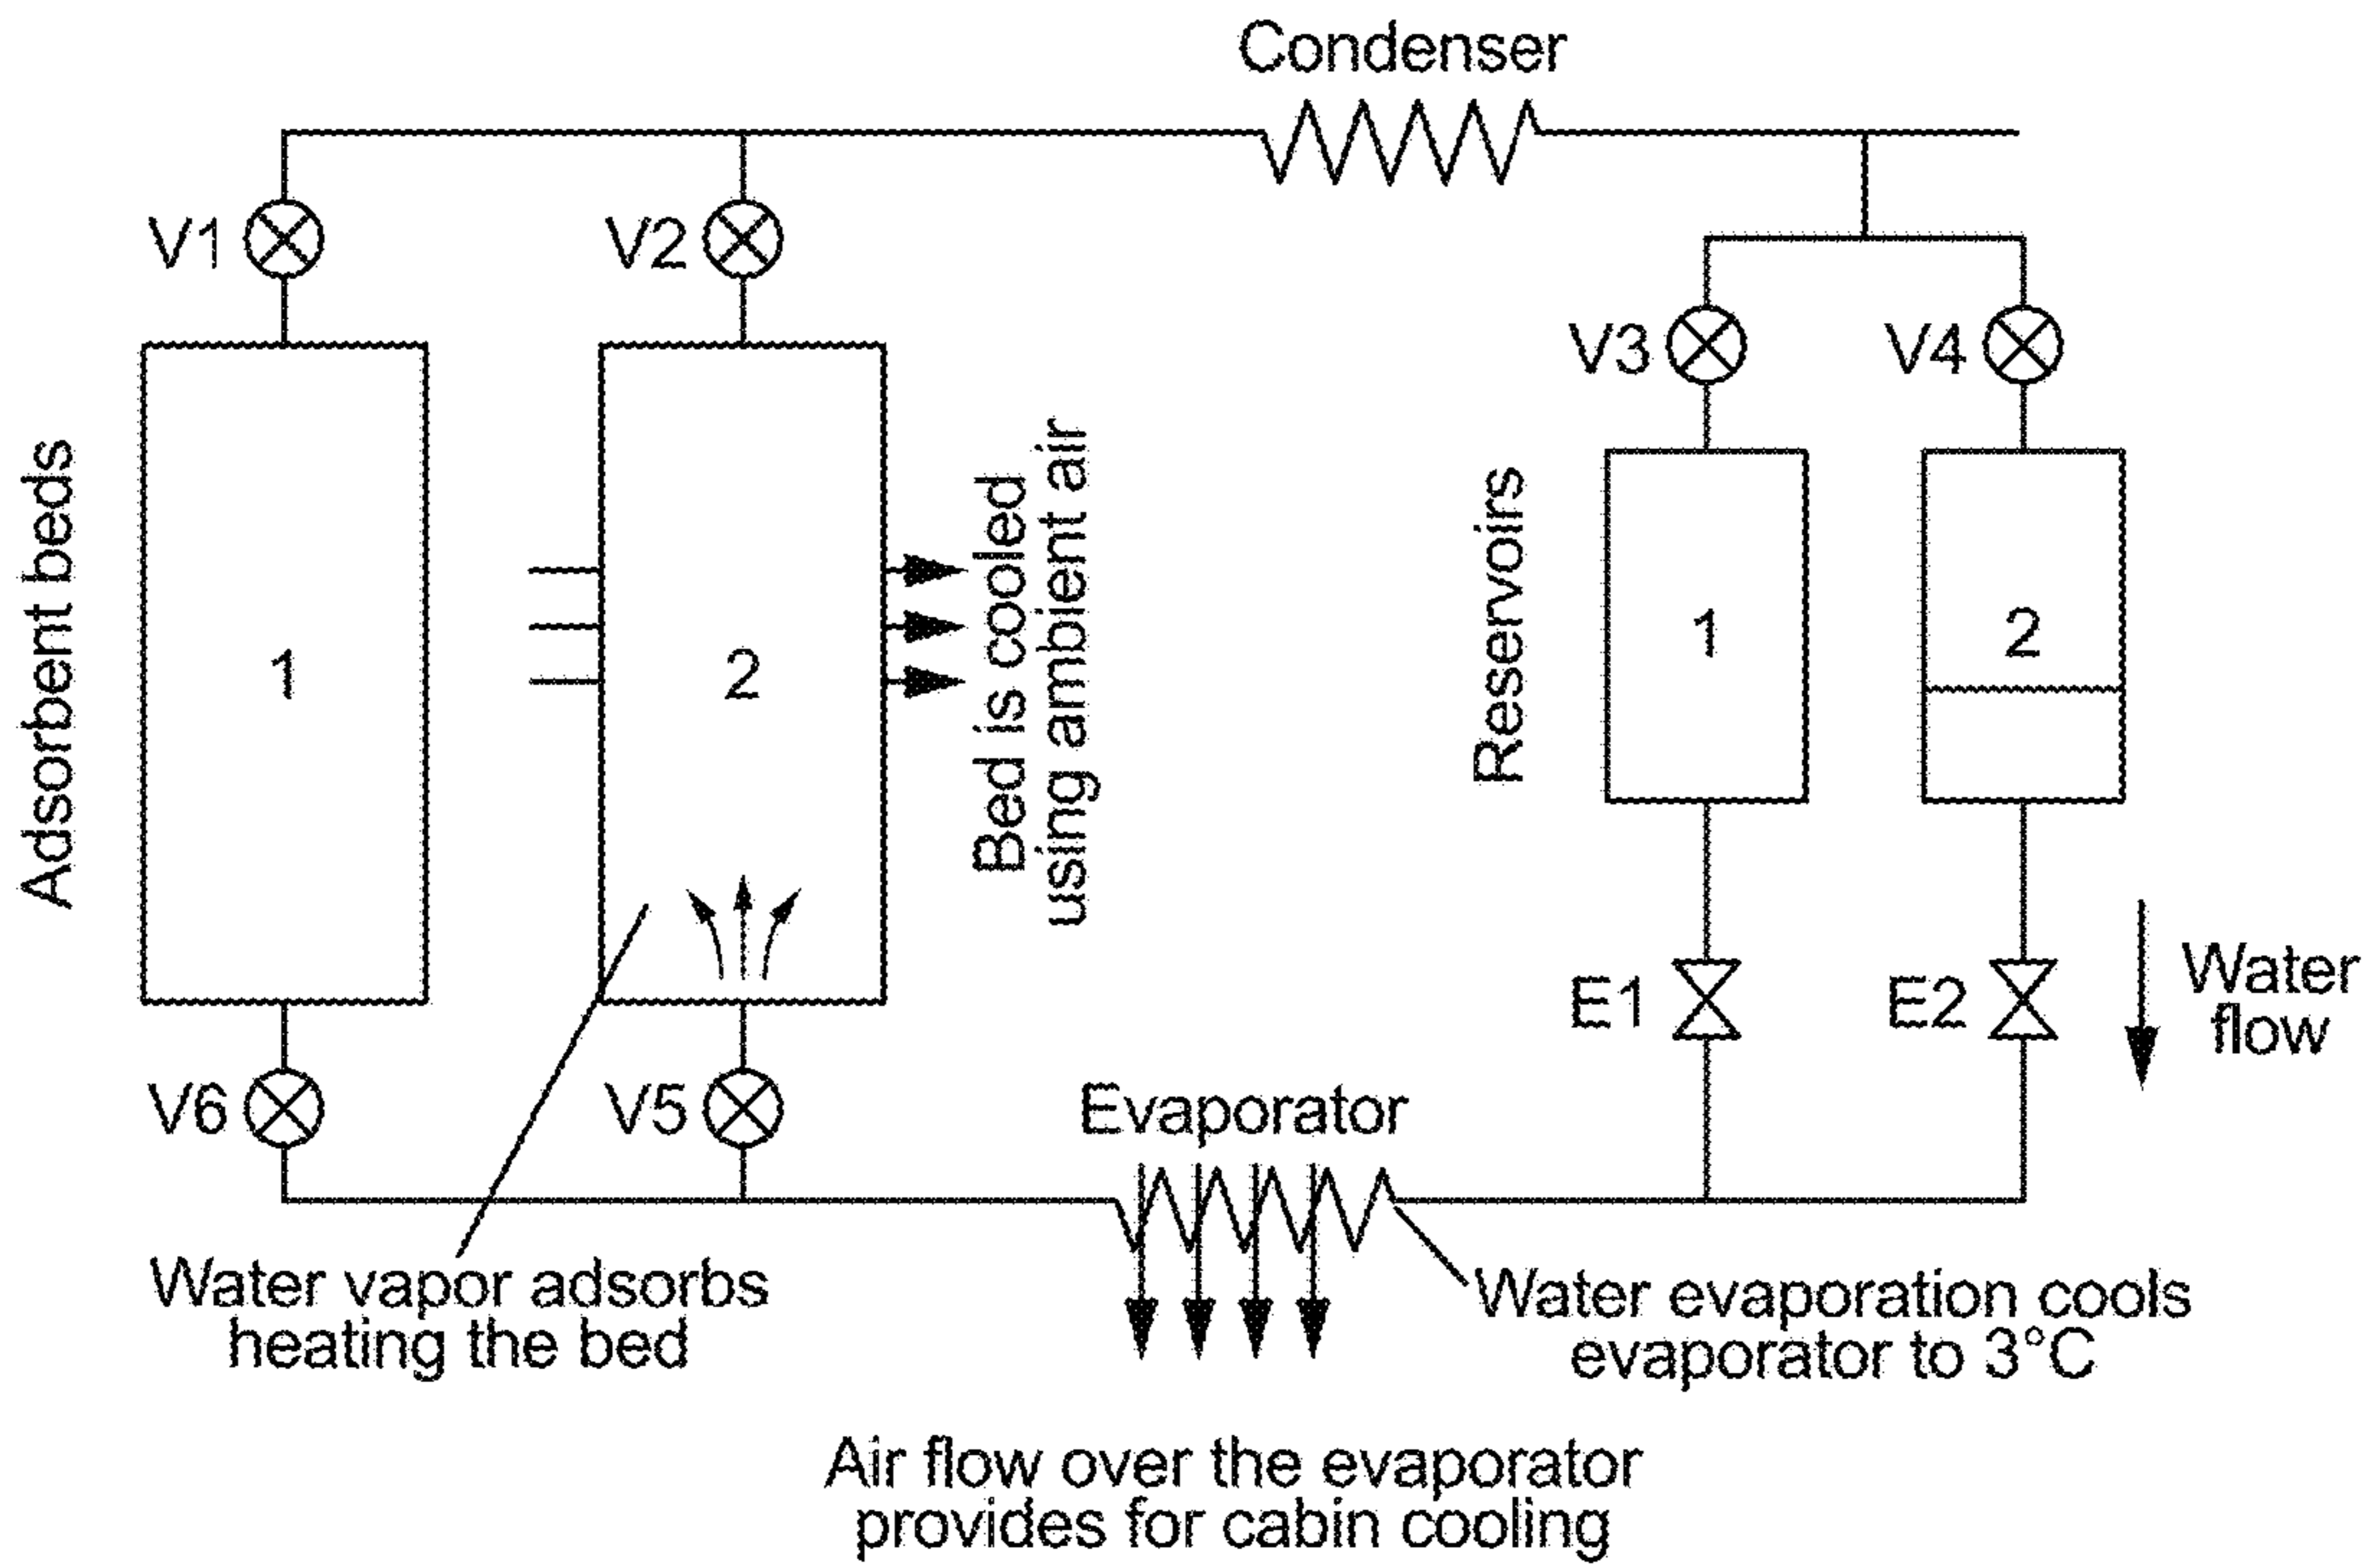 Condenser
V1
V2
V3
V4
Adsorbent beds
1
2
Bed is cooled
using ambient air
Reservoirs
1
2
E1
E2
Water
flow
V6
V5
Evaporator
Water vapor adsorbs
heating the bed
Water evaporation cools
evaporator to 3°C
Air flow over the evaporator
provides for cabin cooling